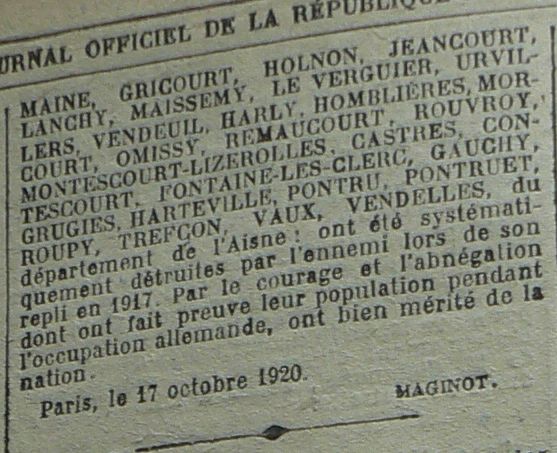 URNAL OFFICIEL DE LA RÉPUBLIQUE
MAINE, GRICOURT, HOLNON, JEANCOURT,
LANCHY, MAISSEMY, LE VERGUIER, URVIL-
LERS, VENDEUIL, HARLY, HOMBLIÈRES, MOR-
COURT, OMISSY, REMAUCOURT, ROUVROY,
MONTESCOURT-LIZEROLLES, CASTRES, CON-
TESCOURT, FONTAINE-LES-CLERC, GAUCHY,
GRUGIES, HARTEVILLE, PONTRU, PONTRUET,
ROUPY, TREFCON, VAUX, VENDELLES, du
département de l'Aisne : ont été systémati-
quement détruites par l'ennemi lors de son
repli en 1917. Par le courage et l'abnégation
dont ont fait preuve leur population pendant
l'occupation allemande, ont bien mérité de la
nation.
Paris, le 17 octobre 1920.
MAGINOT.